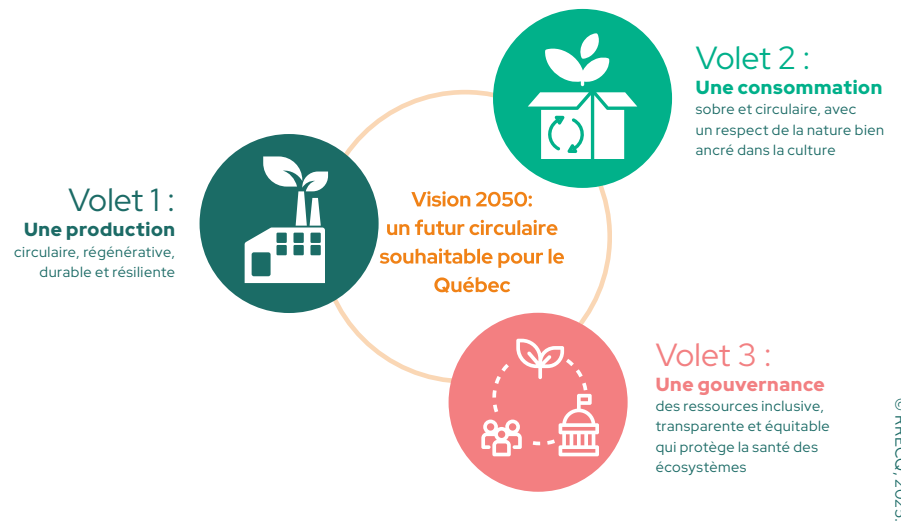 Volet 1 :
Une production
circulaire, régénérative,
durable et résiliente
Vision 2050:
un futur circulaire
souhaitable pour le
Québec
Volet 2 :
Une consommation
sobre et circulaire, avec
un respect de la nature bien
ancré dans la culture
Volet 3 :
Une gouvernance
des ressources inclusive,
transparente et équitable
qui protège la santé des
écosystèmes
© RRECQ, 2025.